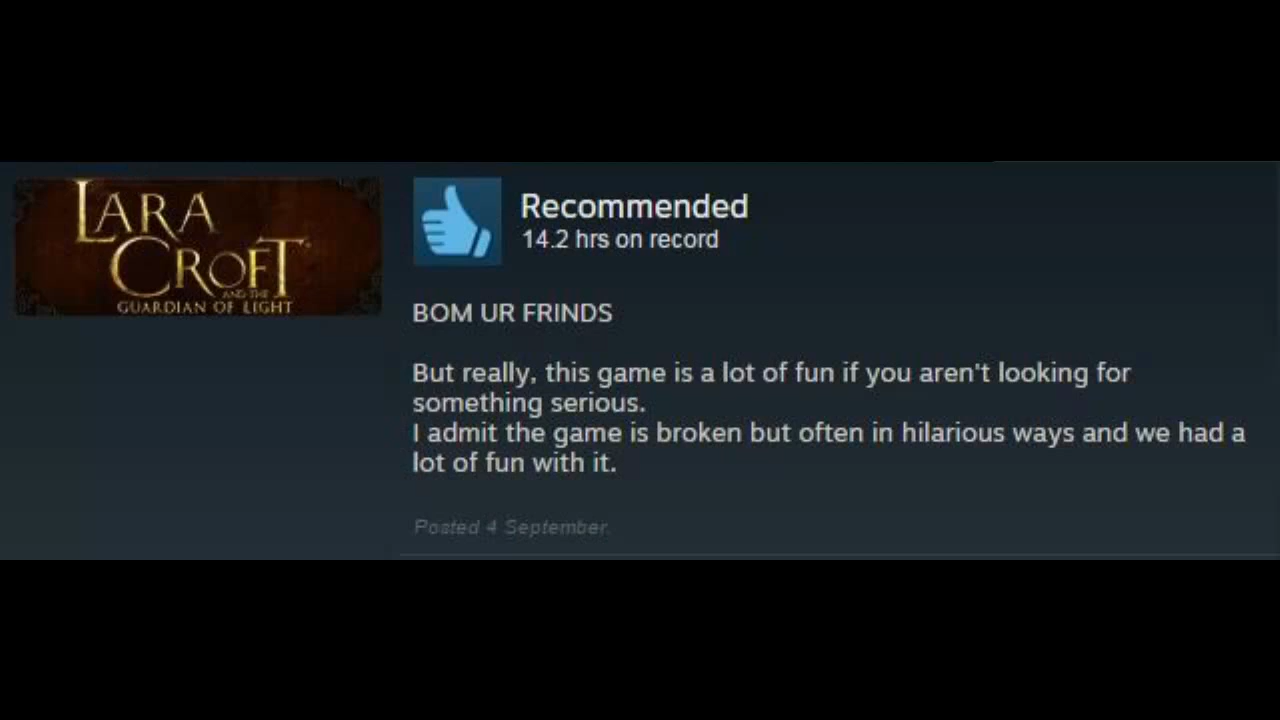 LARA
CROFT
AND THE
GUARDIAN OF LIGHT
Recommended
14.2 hrs on record
BOM UR FRINDS
But really, this game is a lot of fun if you aren't looking for
something serious.
I admit the game is broken but often in hilarious ways and we had a
lot of fun with it.
Posted 4 September.